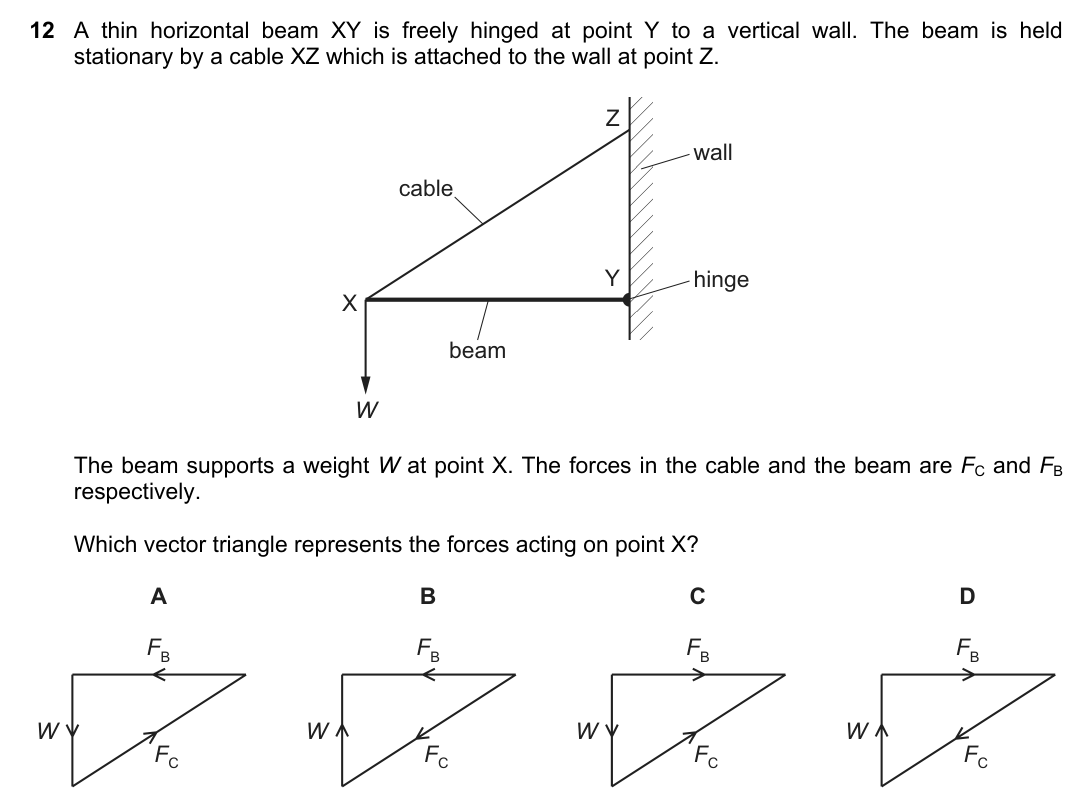 12 A thin horizontal beam XY is freely hinged at point Y to a vertical wall. The beam is held
stationary by a cable XZ which is attached to the wall at point Z.
Z
wall
cable
Y
hinge
X
beam
W
The beam supports a weight W at point X. The forces in the cable and the beam are FC and FB
respectively.
Which vector triangle represents the forces acting on point X?
A B C D
FB FB FB FB
W W W W
FC FC FC FC